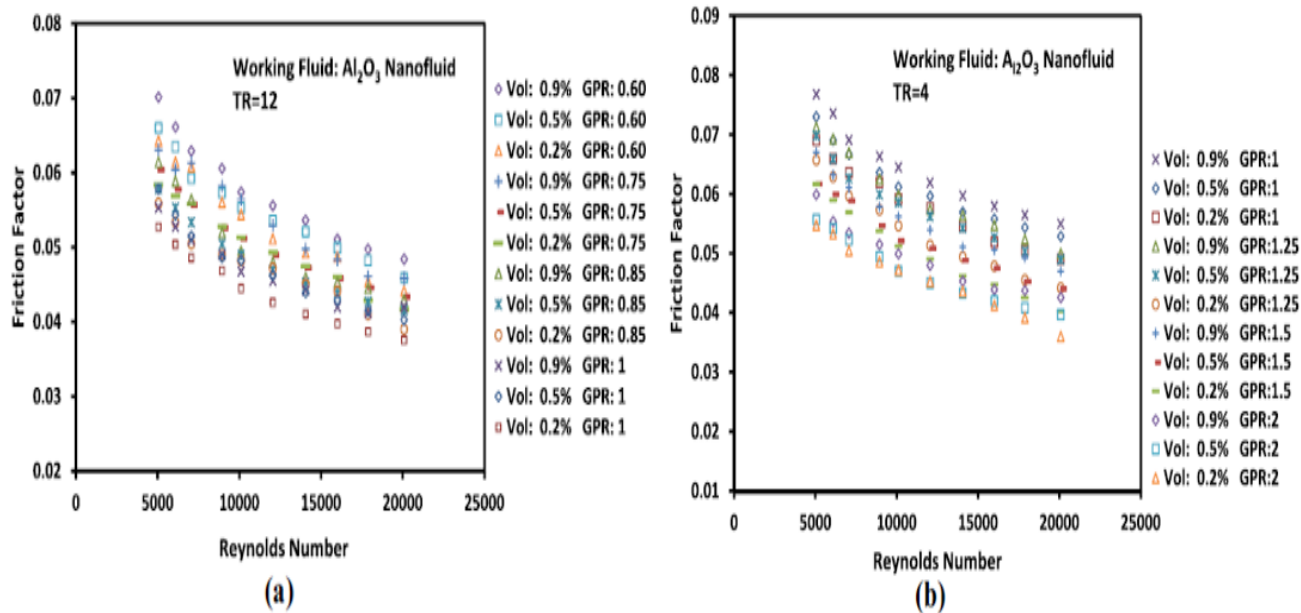 0.08
0.07
0.06
0.05
0.04
0.03
0.02
0
5000
10000
15000
20000
25000
Friction Factor
Reynolds Number
Working Fluid: Al₂O₃ Nanofluid
TR=12
Vol: 0.9% GPR: 0.60
Vol: 0.5% GPR: 0.60
Vol: 0.2% GPR: 0.60
Vol: 0.9% GPR: 0.75
Vol: 0.5% GPR: 0.75
Vol: 0.2% GPR: 0.75
Vol: 0.9% GPR: 0.85
Vol: 0.5% GPR: 0.85
Vol: 0.2% GPR: 0.85
Vol: 0.9% GPR: 1
Vol: 0.5% GPR: 1
Vol: 0.2% GPR: 1
(a)
0.09
0.08
0.07
0.06
0.05
0.04
0.03
0.02
0.01
0
5000
10000
15000
20000
25000
Friction Factor
Reynolds Number
Working Fluid: A₁₂O₃ Nanofluid
TR=4
Vol: 0.9% GPR:1
Vol: 0.5% GPR:1
Vol: 0.2% GPR:1
Vol: 0.9% GPR:1.25
Vol: 0.5% GPR:1.25
Vol: 0.2% GPR:1.25
Vol: 0.9% GPR:1.5
Vol: 0.5% GPR:1.5
Vol: 0.2% GPR:1.5
Vol: 0.9% GPR:2
Vol: 0.5% GPR:2
Vol: 0.2% GPR:2
(b)